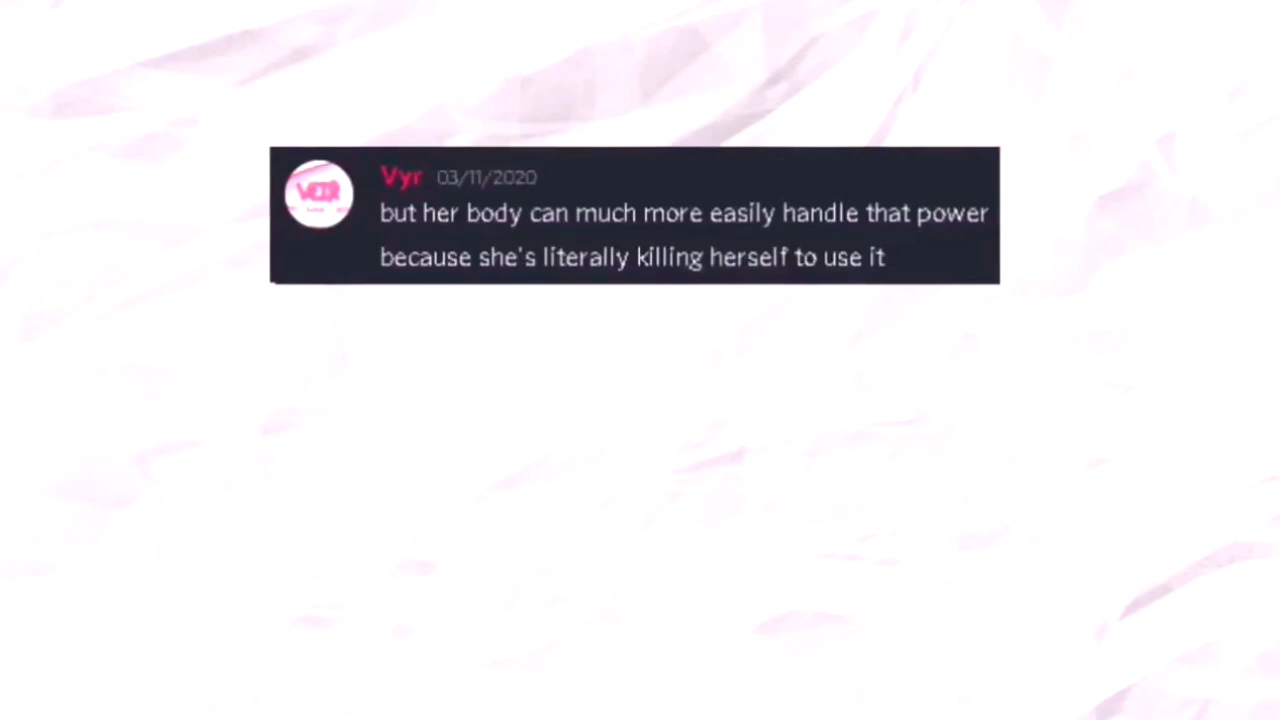 Vyr 03/11/2020
but her body can much more easily handle that power
because she's literally killing herself to use it